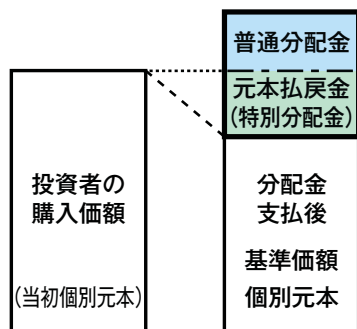 普通分配金
元本払戻金
(特別分配金)
投資者の
購入価額
(当初個別元本)
分配金
支払後
基準価額
個別元本